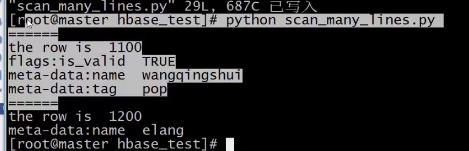 "scan_many_lines.py" 29L, 687C 已写入
[root@master hbase_test]# python scan_many_lines.py
======
the row is  1100
flags:is_valid  TRUE
meta-data:name  wangqingshui
meta-data:tag   pop
======
the row is  1200
meta-data:name  elang
[root@master hbase_test]#